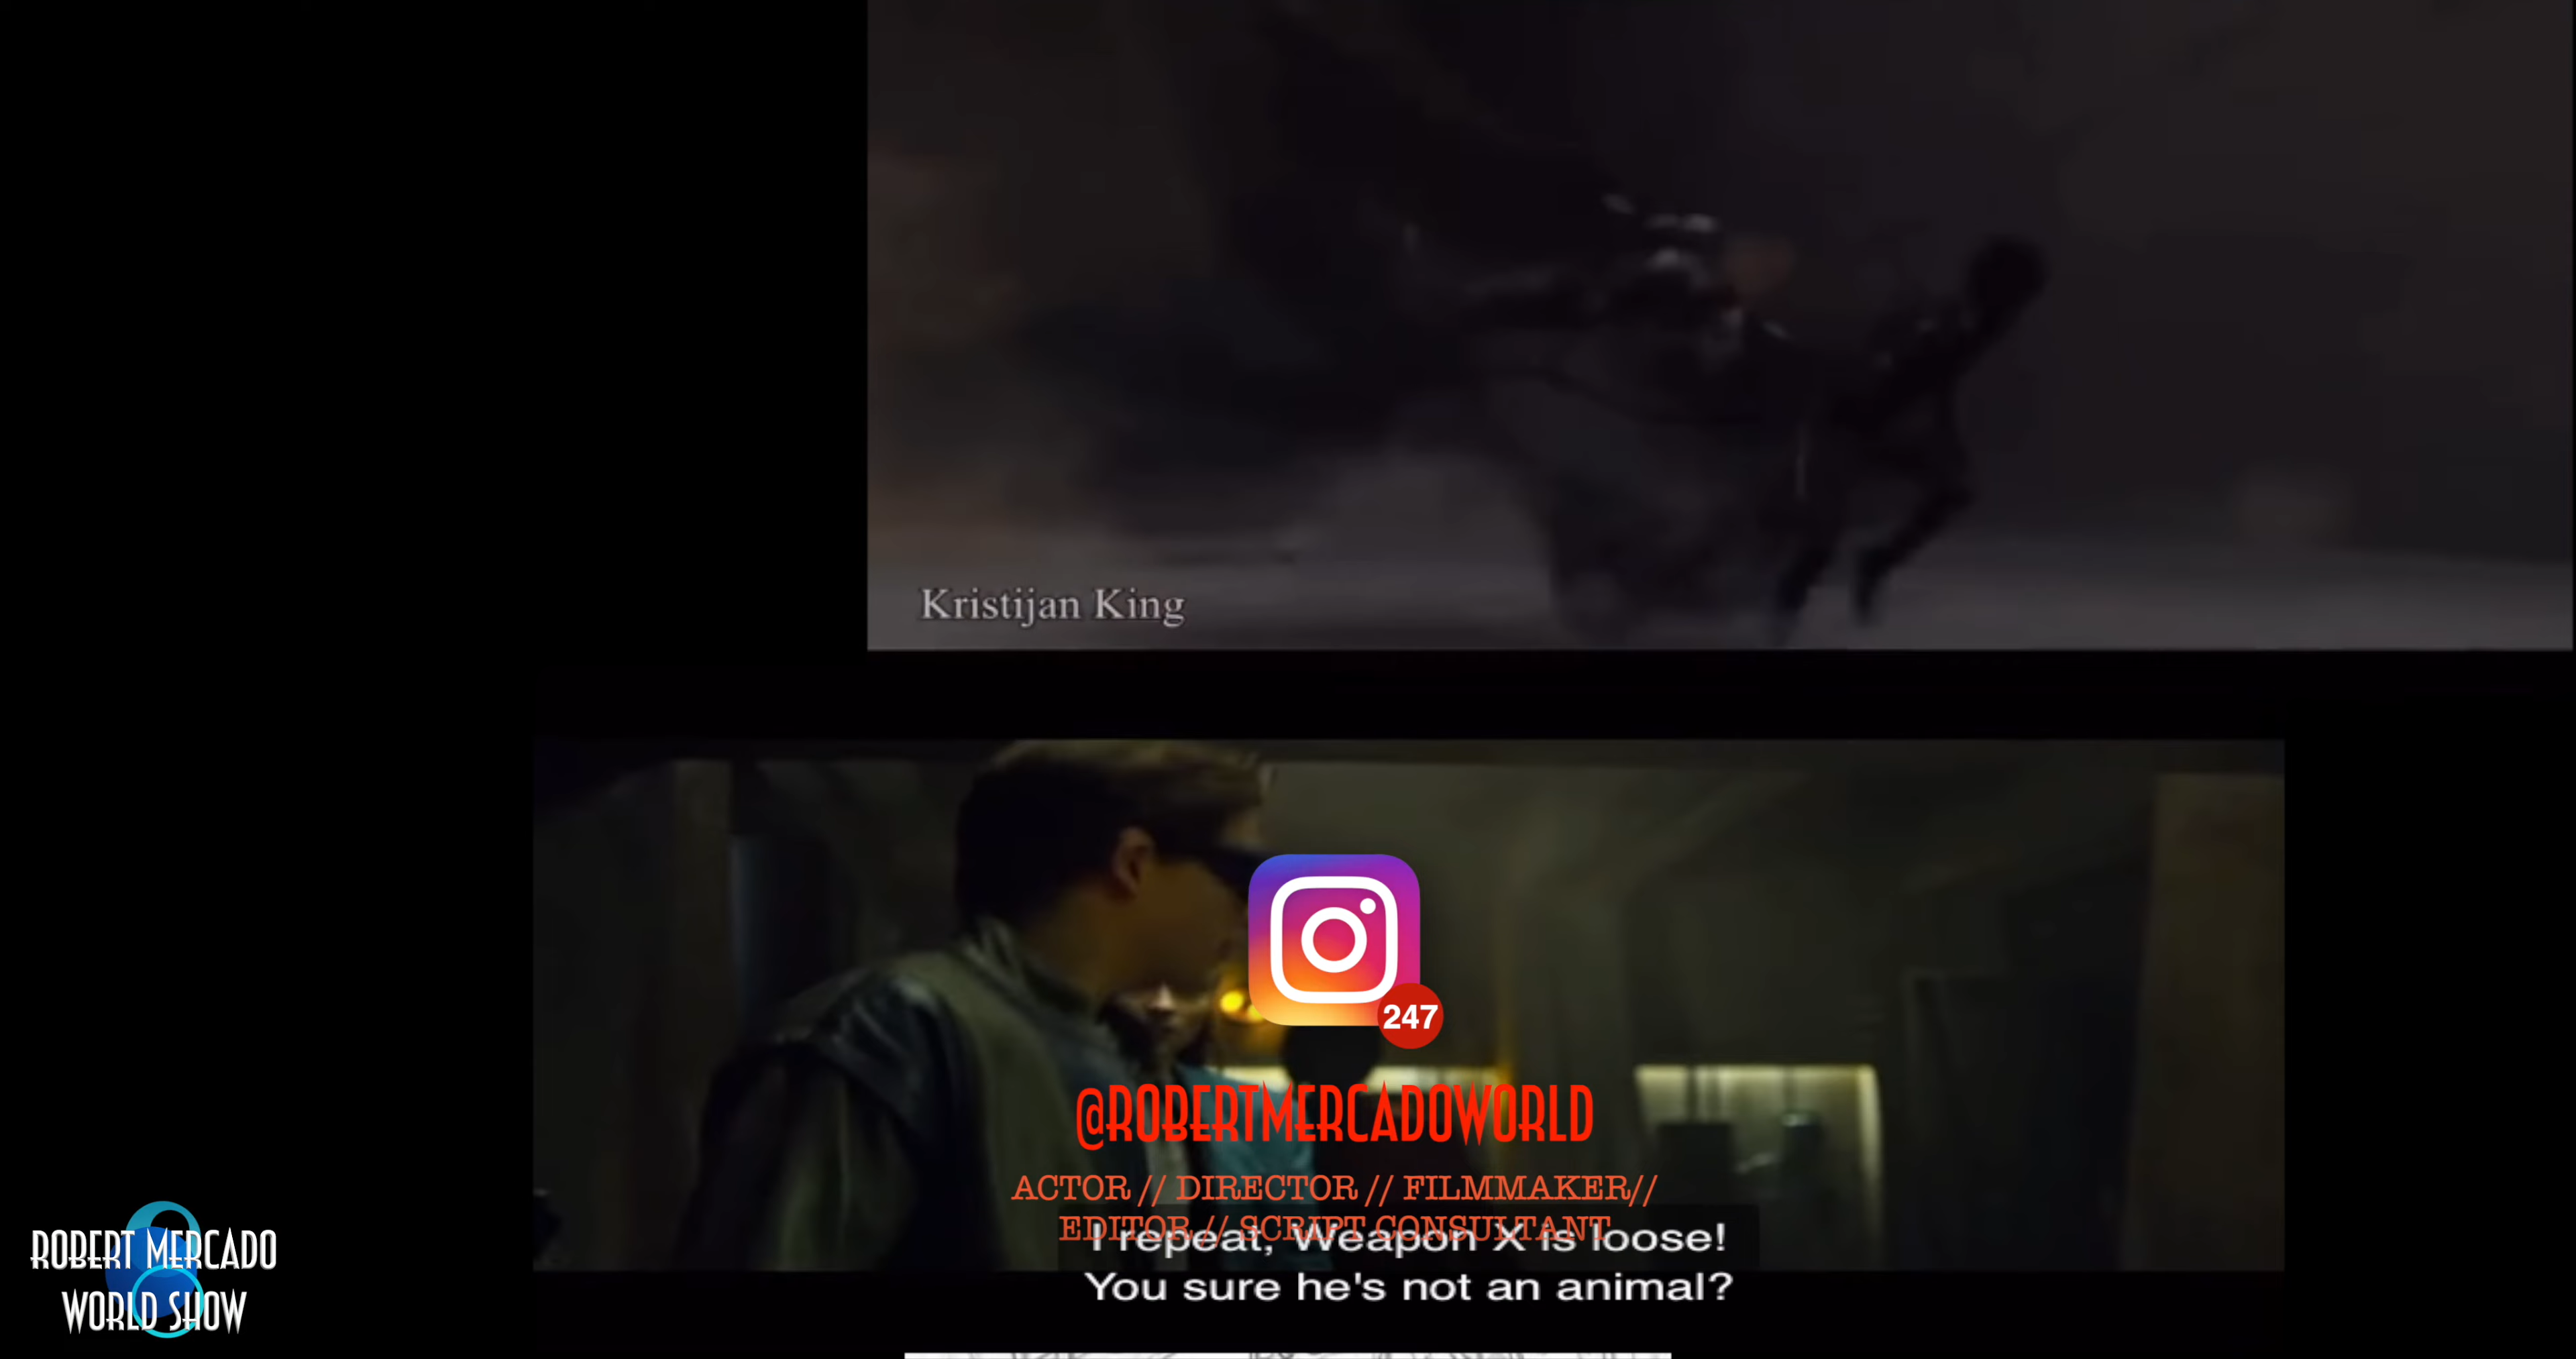 Kristijan King
247
@ROBERTMERCADOWORLD
ACTOR // DIRECTOR // FILMMAKER//
EDITOR // SCRIPT CONSULTANT
I repeat, Weapon X is loose!
You sure he's not an animal?
ROBERT MERCADO
WORLD SHOW